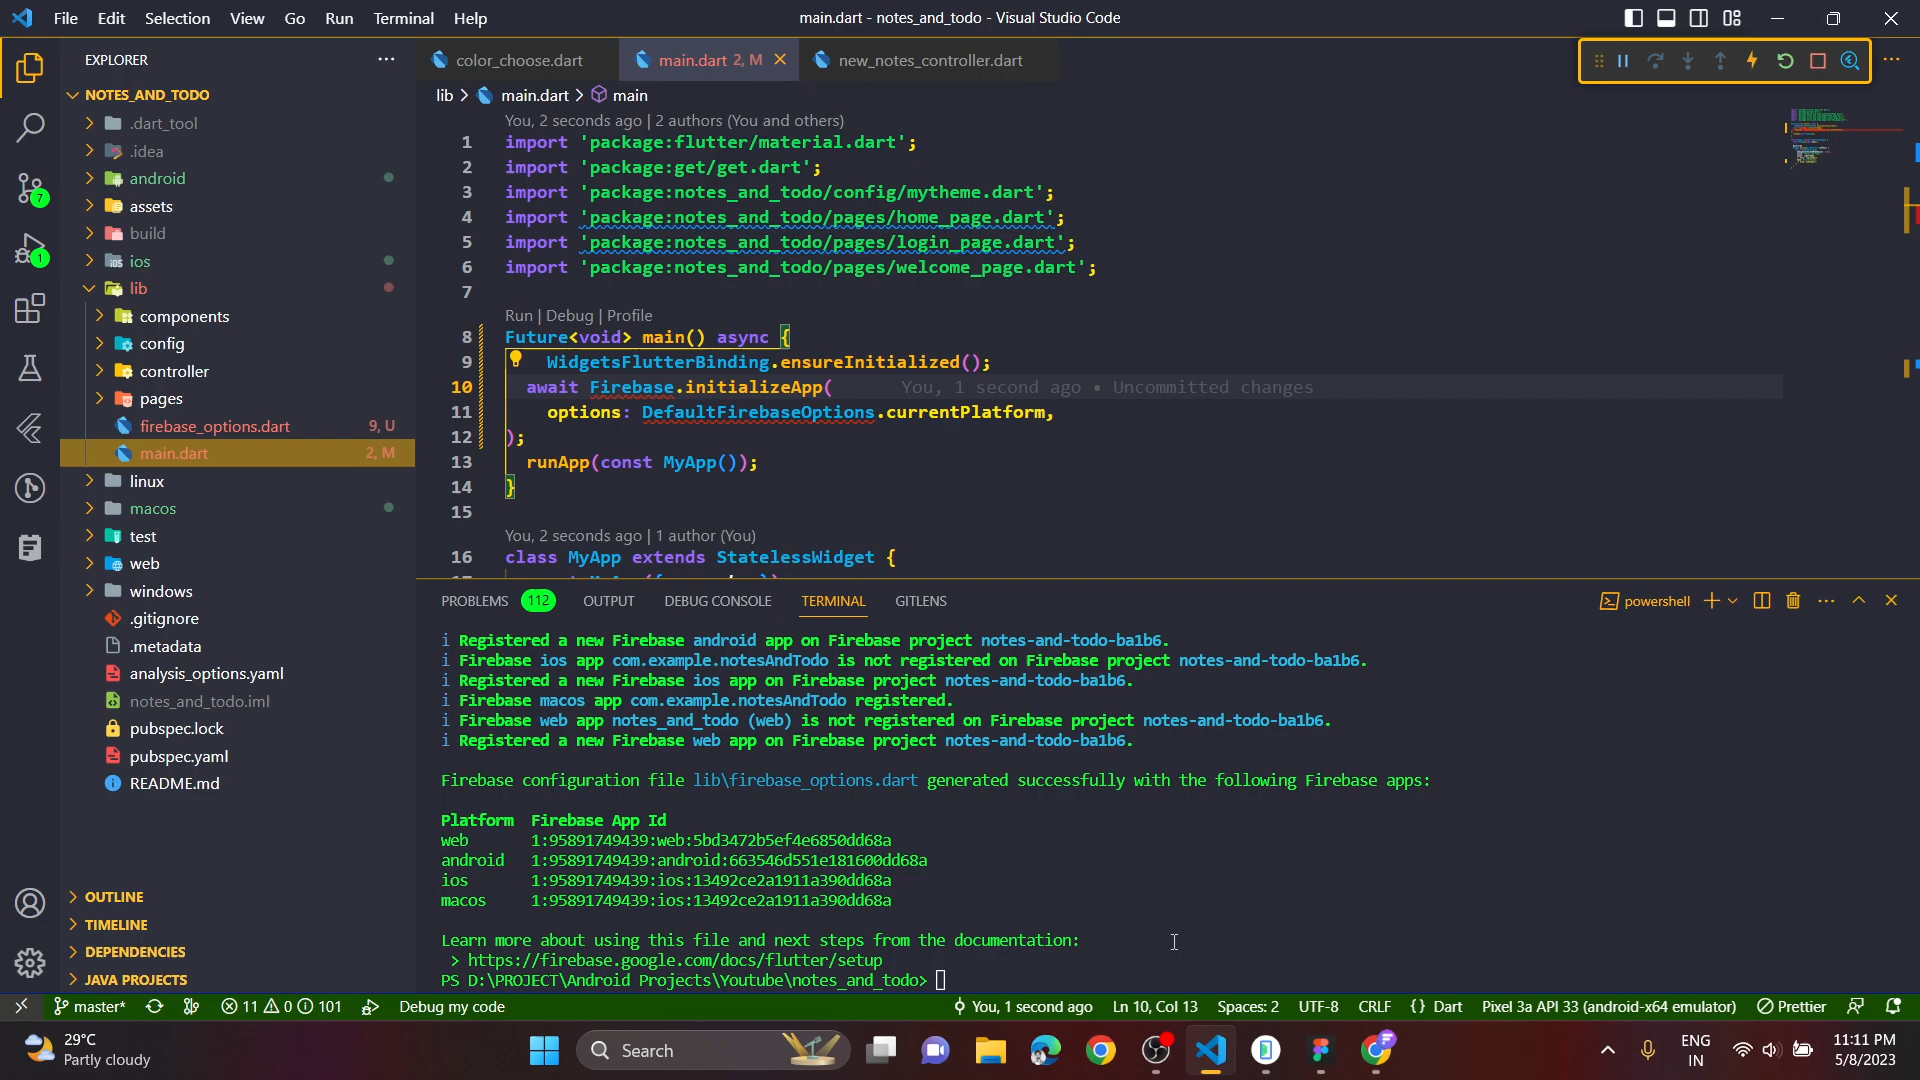 File Edit Selection View Go Run Terminal Help
main.dart - notes_and_todo - Visual Studio Code
EXPLORER
NOTES_AND_TODO
.dart_tool
.idea
android
assets
build
ios
lib
components
config
controller
pages
firebase_options.dart 9, U
main.dart 2, M
linux
macos
test
web
windows
.gitignore
.metadata
analysis_options.yaml
notes_and_todo.iml
pubspec.lock
pubspec.yaml
README.md
OUTLINE
TIMELINE
DEPENDENCIES
JAVA PROJECTS
7
1
color_choose.dart
main.dart 2, M
new_notes_controller.dart
lib > main.dart > main
You, 2 seconds ago | 2 authors (You and others)
1 import 'package:flutter/material.dart';
2 import 'package:get/get.dart';
3 import 'package:notes_and_todo/config/mytheme.dart';
4 import 'package:notes_and_todo/pages/home_page.dart';
5 import 'package:notes_and_todo/pages/login_page.dart';
6 import 'package:notes_and_todo/pages/welcome_page.dart';
7
Run | Debug | Profile
8 Future<void> main() async {
9 WidgetsFlutterBinding.ensureInitialized();
10 await Firebase.initializeApp( You, 1 second ago • Uncommitted changes
11 options: DefaultFirebaseOptions.currentPlatform,
12 );
13 runApp(const MyApp());
14 }
15
You, 2 seconds ago | 1 author (You)
16 class MyApp extends StatelessWidget {
PROBLEMS 112 OUTPUT DEBUG CONSOLE TERMINAL GITLENS
powershell
i Registered a new Firebase android app on Firebase project notes-and-todo-ba1b6.
i Firebase ios app com.example.notesAndTodo is not registered on Firebase project notes-and-todo-ba1b6.
i Registered a new Firebase ios app on Firebase project notes-and-todo-ba1b6.
i Firebase macos app com.example.notesAndTodo registered.
i Firebase web app notes_and_todo (web) is not registered on Firebase project notes-and-todo-ba1b6.
i Registered a new Firebase web app on Firebase project notes-and-todo-ba1b6.
Firebase configuration file lib\firebase_options.dart generated successfully with the following Firebase apps:
Platform Firebase App Id
web 1:95891749439:web:5bd3472b5ef4e6850dd68a
android 1:95891749439:android:663546d551e181600dd68a
ios 1:95891749439:ios:13492ce2a1911a390dd68a
macos 1:95891749439:ios:13492ce2a1911a390dd68a
Learn more about using this file and next steps from the documentation:
> https://firebase.google.com/docs/flutter/setup
PS D:\PROJECT\Android Projects\Youtube\notes_and_todo>
master* 11 0 101 Debug my code
You, 1 second ago Ln 10, Col 13 Spaces: 2 UTF-8 CRLF {} Dart Pixel 3a API 33 (android-x64 emulator) Prettier
29°C
Partly cloudy
Search
ENG
IN
11:11 PM
5/8/2023